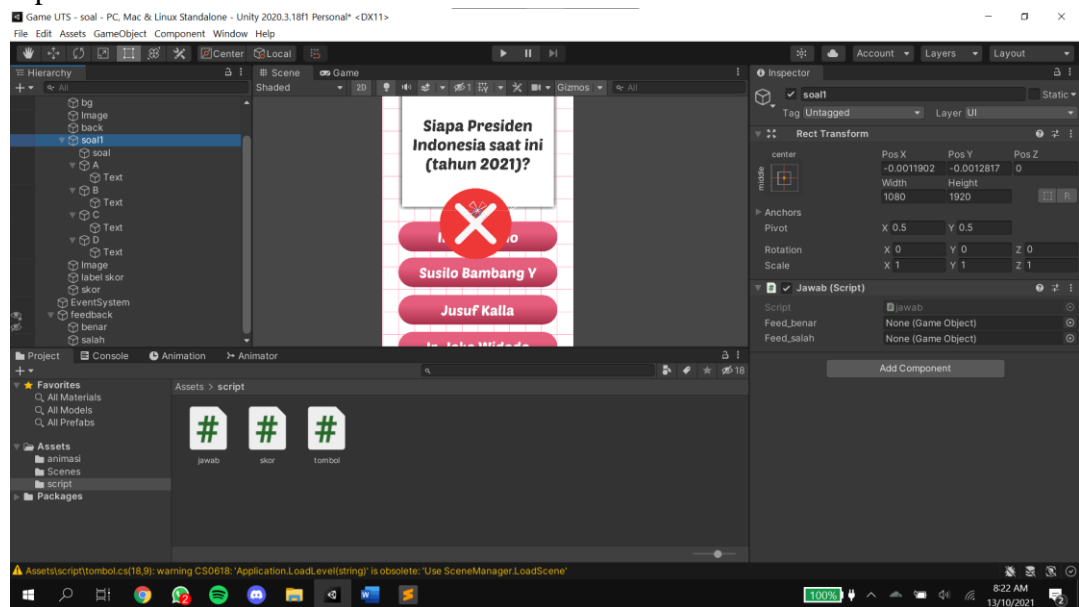 Game UTS - soal - PC, Mac & Linux Standalone - Unity 2020.3.18f1 Personal* <DX11>
File Edit Assets GameObject Component Window Help
Center Local Account Layers Layout
Hierarchy
All
bg
Image
back
soal1
soal
A
Text
B
Text
C
Text
D
Text
Image
label skor
skor
EventSystem
feedback
benar
salah
Scene Game
Shaded 2D 1 Gizmos All
Siapa Presiden
Indonesia saat ini
(tahun 2021)?
Susilo Bambang Y
Jusuf Kalla
Inspector
soal1 Static
Tag Untagged Layer UI
Rect Transform
center Pos X Pos Y Pos Z
middle -0.0011902 -0.0012817 0
Width Height
1080 1920 R
Anchors
Pivot X 0.5 Y 0.5
Rotation X 0 Y 0 Z 0
Scale X 1 Y 1 Z 1
# Jawab (Script)
Script jawab
Feed_benar None (Game Object)
Feed_salah None (Game Object)
Add Component
Project Console Animation Animator
18
Favorites
All Materials
All Models
All Prefabs
Assets
animasi
Scenes
script
Packages
Assets > script
# # #
jawab skor tombol
Assets\script\tombol.cs(18,9): warning CS0618: 'Application.LoadLevel(string)' is obsolete: 'Use SceneManager.LoadScene'
100% 8:22 AM
13/10/2021 2